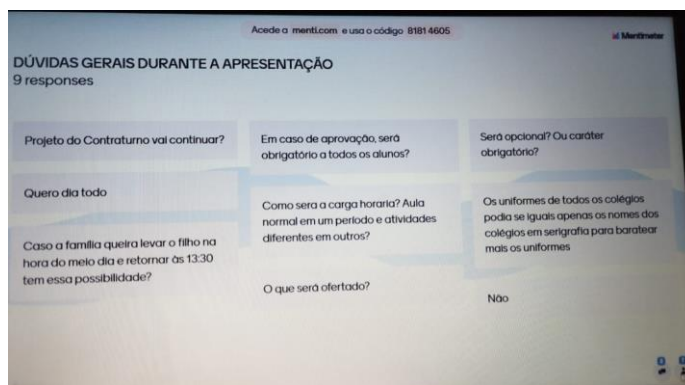 Acede a menti.com e usa o código 8181 4605
Mentimeter
DÚVIDAS GERAIS DURANTE A APRESENTAÇÃO
9 responses
Projeto do Contraturno vai continuar?
Quero dia todo
Caso a família queira levar o filho na
hora do meio dia e retornar às 13:30
tem essa possibilidade?
Em caso de aprovação, será
obrigatório a todos os alunos?
Como sera a carga horaria? Aula
normal em um período e atividades
diferentes em outros?
O que será ofertado?
Será opcional? Ou caráter
obrigatório?
Os uniformes de todos os colégios
podia se iguais apenas os nomes dos
colégios em serigrafia para baratear
mais os uniformes
Não